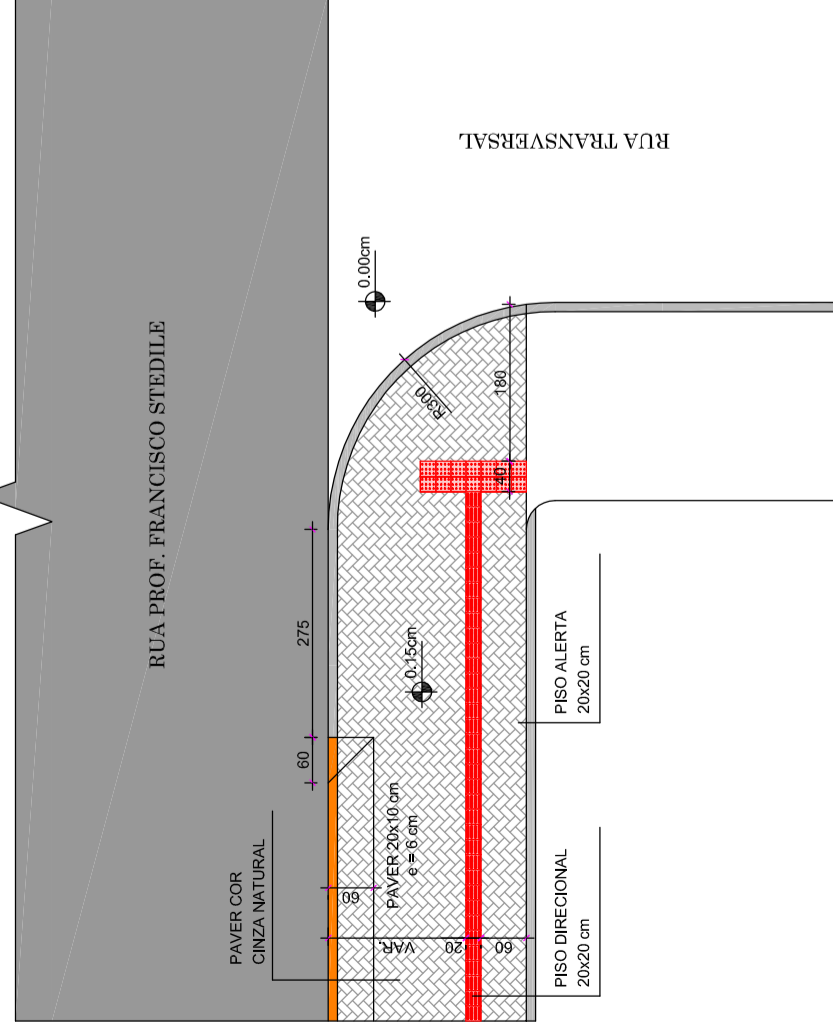 RUA PROF. FRANCISCO STEDILE
RUA TRANSVERSAL
0.00cm
R300
180
40
275
60
0.15cm
PISO ALERTA
20x20 cm
PAVER COR
CINZA NATURAL
PAVER 20x10 cm
e = 6 cm
60
VAR.
20
60
PISO DIRECIONAL
20x20 cm